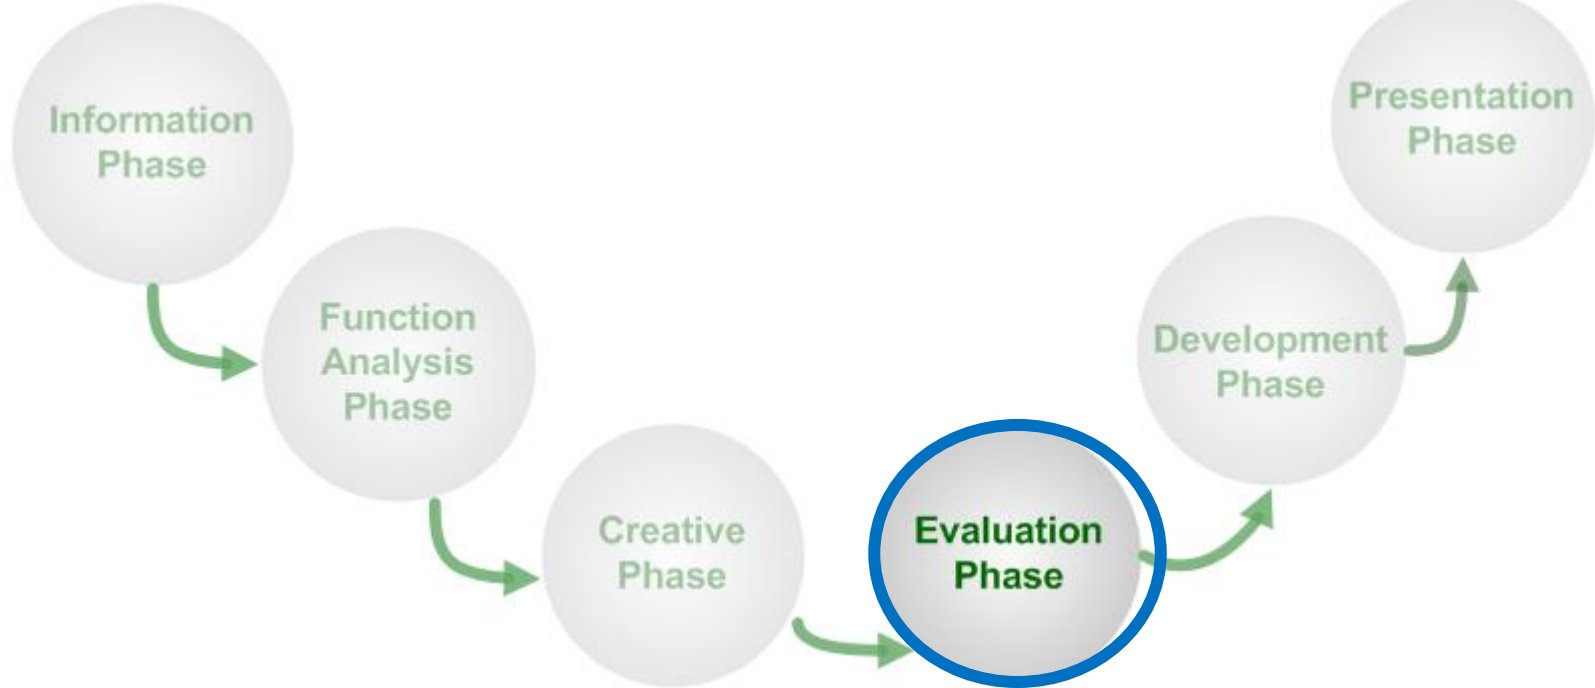 Information
Phase
Function
Analysis
Phase
Creative
Phase
Evaluation
Phase
Development
Phase
Presentation
Phase